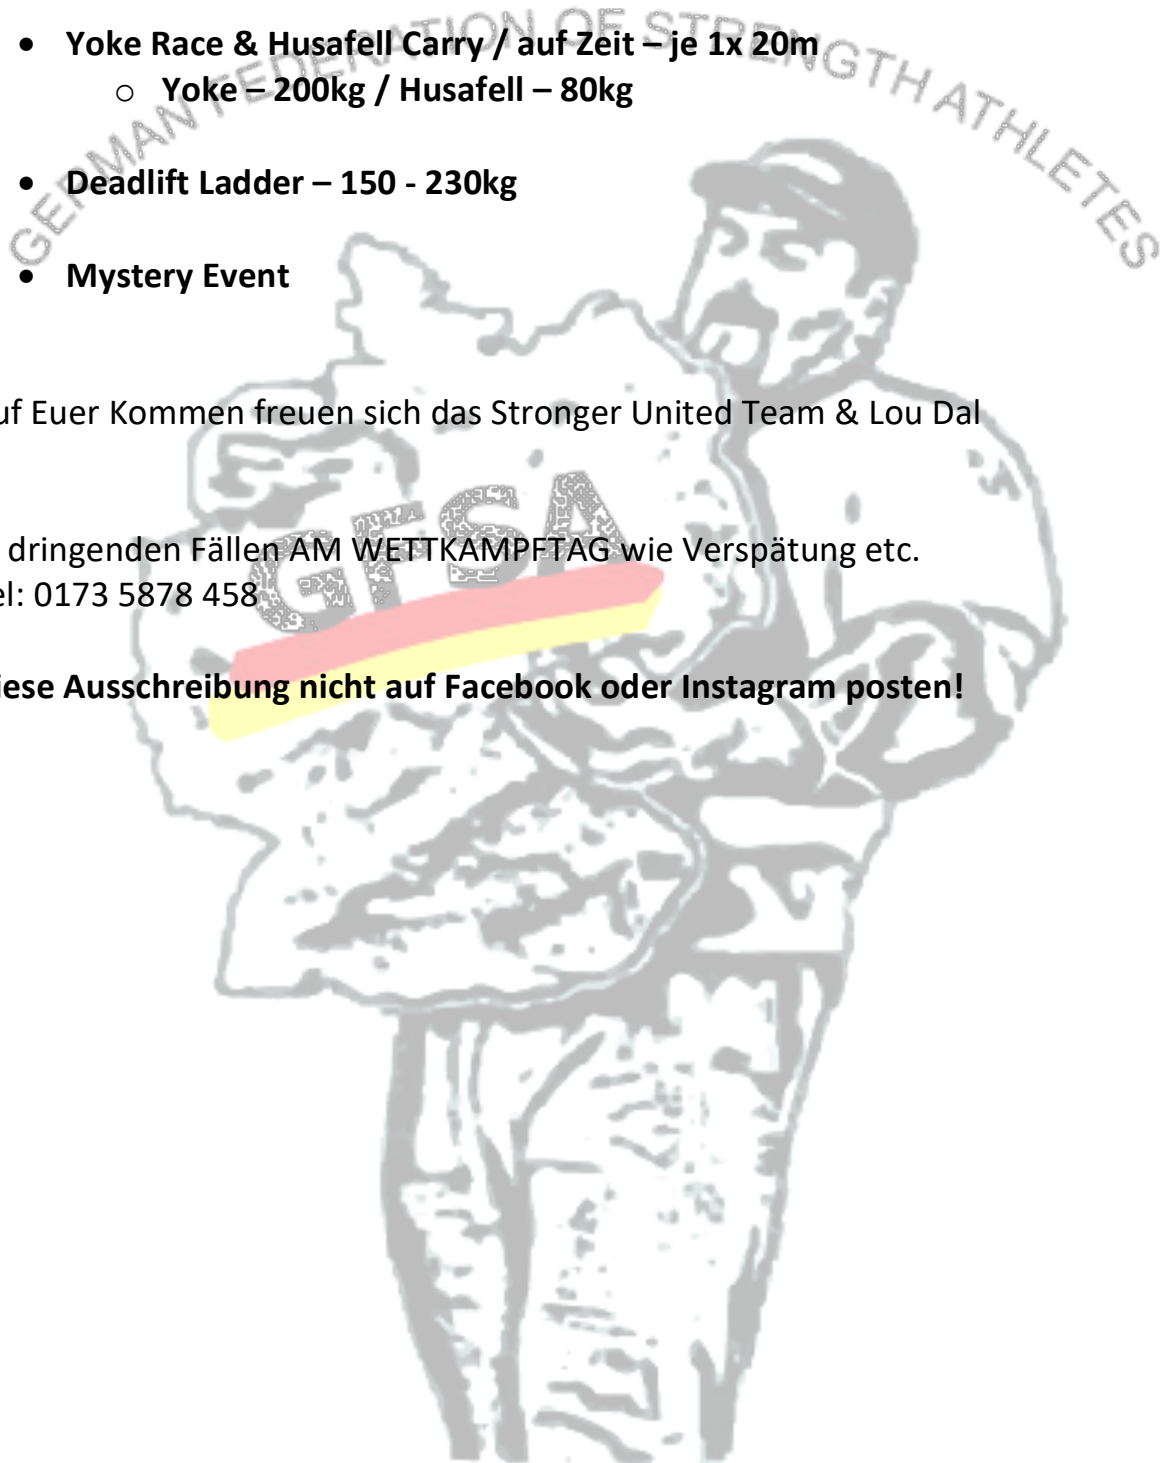 GERMAN FEDERATION OF STRENGTH ATHLETES
• Yoke Race & Husafell Carry / auf Zeit – je 1x 20m
o Yoke – 200kg / Husafell – 80kg
• Deadlift Ladder – 150 - 230kg
• Mystery Event
uf Euer Kommen freuen sich das Stronger United Team & Lou Dal
GFSA
dringenden Fällen AM WETTKAMPFTAG wie Verspätung etc.
el: 0173 5878 458
iese Ausschreibung nicht auf Facebook oder Instagram posten!